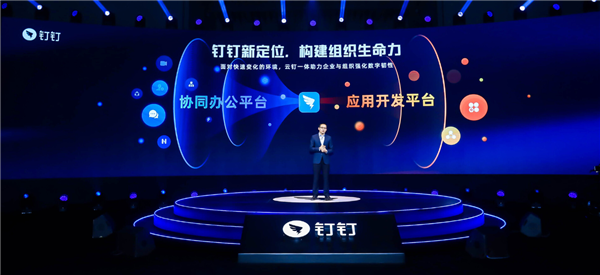 钉钉
钉钉新定位，构建组织生命力
面对快速变化的环境，云钉一体助力企业与组织强化数字韧性
协同办公平台
应用开发平台
H
钉钉